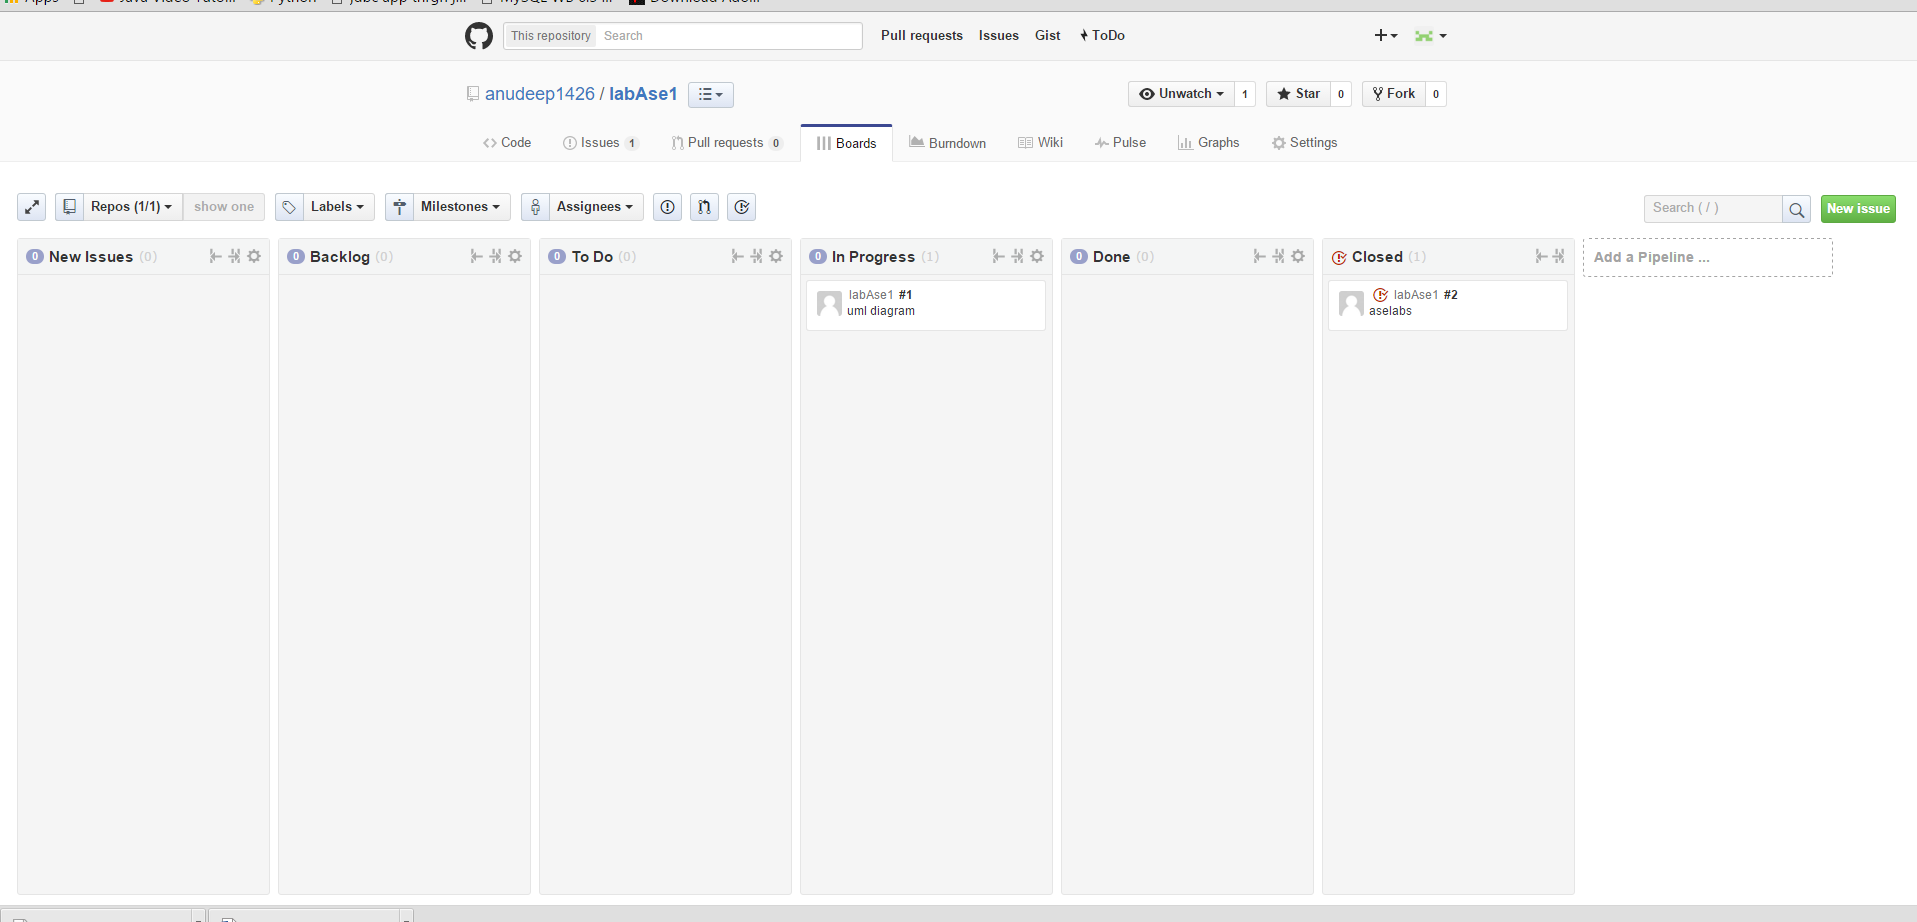 Apps Python
This repository Search Pull requests Issues Gist ToDo
anudeep1426 / labAse1 Unwatch 1 Star 0 Fork 0
Code Issues 1 Pull requests 0 Boards Burndown Wiki Pulse Graphs Settings
Repos (1/1) show one Labels Milestones Assignees Search ( / ) New issue
0 New Issues (0) 0 Backlog (0) 0 To Do (0) 0 In Progress (1) 0 Done (0) Closed (1) Add a Pipeline ...
labAse1 #1 labAse1 #2
uml diagram aselabs